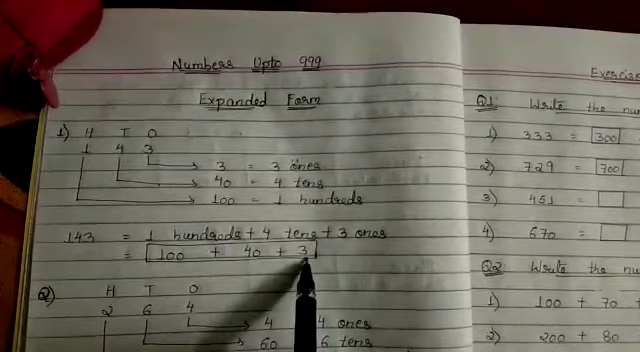 Numbers Upto 999
Expanded Form
1) H T O
1 4 3
3 = 3 ones
40 = 4 tens
100 = 1 hundreds
143 = 1 hundreds + 4 tens + 3 ones
= 100 + 40 + 3
2) H T O
2 6 4
4 4 ones
60 6 tens
Exercise
Q1 Write the nu
1) 333 = 300
2) 729 = 700
3) 451 =
4) 670 =
Q2 Write the nu
1) 100 + 70
2) 200 + 80